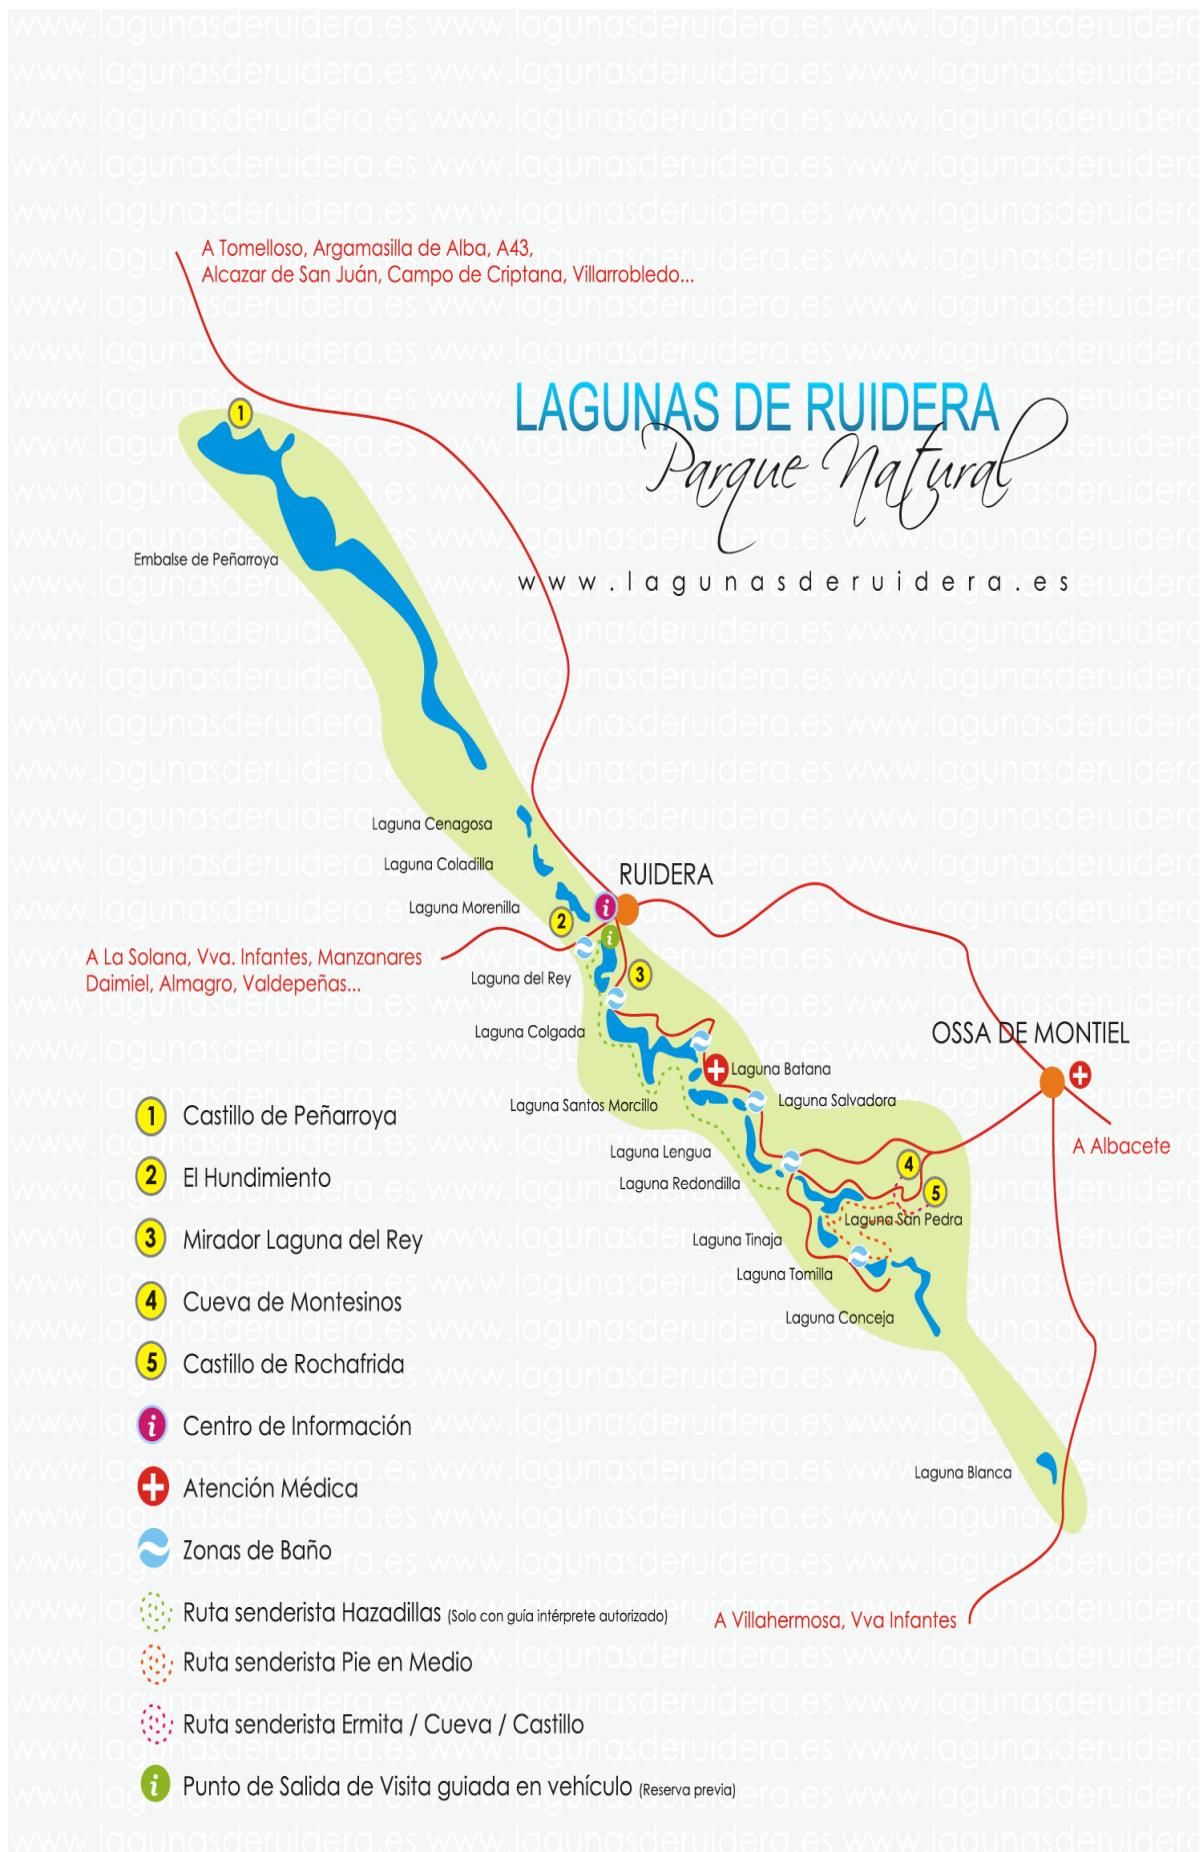 A Tomelloso, Argamasilla de Alba, A43,
Alcazar de San Juán, Campo de Criptana, Villarrobledo...
LAGUNAS DE RUIDERA
Parque Natural
www.lagunasderuidera.es
1
Embalse de Peñarroya
Laguna Cenagosa
Laguna Coladilla
RUIDERA
Laguna Morenilla
i
2
i
A La Solana, Vva. Infantes, Manzanares
Daimiel, Almagro, Valdepeñas...
Laguna del Rey
3
Laguna Colgada
OSSA DE MONTIEL
Laguna Batana
Laguna Santos Morcillo
Laguna Salvadora
A Albacete
Laguna Lengua
4
Laguna Redondilla
5
Laguna San Pedra
Laguna Tinaja
Laguna Tomilla
Laguna Conceja
Laguna Blanca
A Villahermosa, Vva Infantes
1 Castillo de Peñarroya
2 El Hundimiento
3 Mirador Laguna del Rey
4 Cueva de Montesinos
5 Castillo de Rochafrida
i Centro de Información
Atención Médica
Zonas de Baño
Ruta senderista Hazadillas (Solo con guía intérprete autorizado)
Ruta senderista Pie en Medio
Ruta senderista Ermita / Cueva / Castillo
i Punto de Salida de Visita guiada en vehículo (Reserva previa)